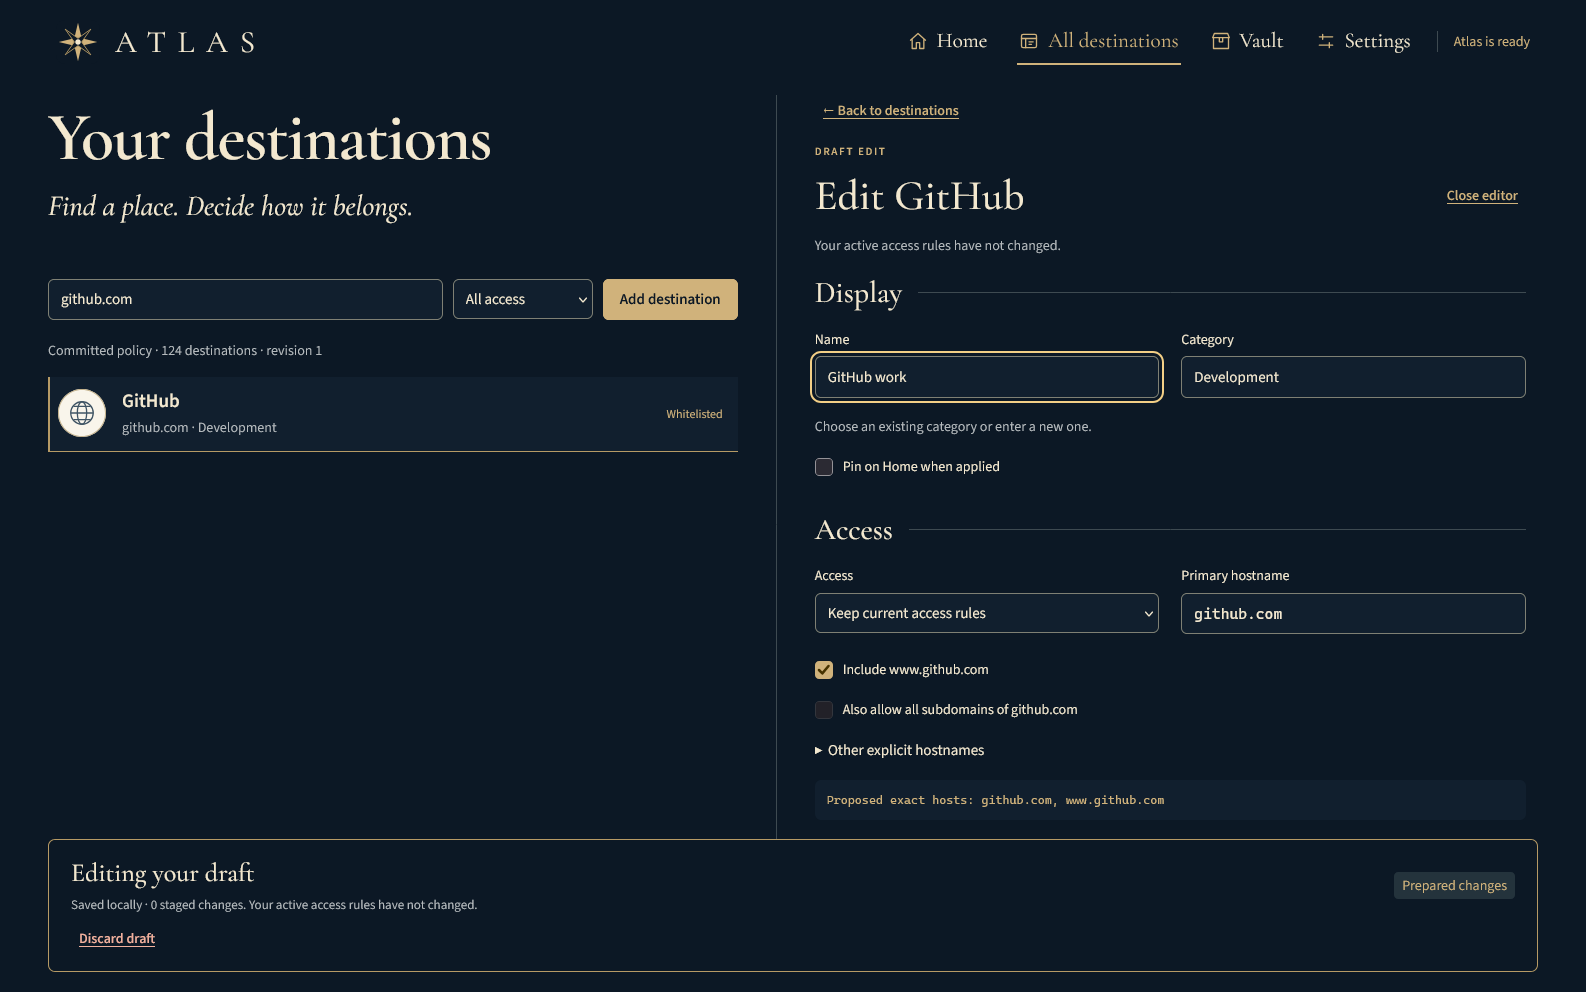 ATLAS
Home
All destinations
Vault
Settings
Atlas is ready
Your destinations
Find a place. Decide how it belongs.
github.com
All access
Add destination
Committed policy · 124 destinations · revision 1
GitHub
github.com · Development
Whitelisted
← Back to destinations
DRAFT EDIT
Edit GitHub
Close editor
Your active access rules have not changed.
Display
Name
Category
GitHub work
Development
Choose an existing category or enter a new one.
Pin on Home when applied
Access
Access
Primary hostname
Keep current access rules
github.com
Include www.github.com
Also allow all subdomains of github.com
▸ Other explicit hostnames
Proposed exact hosts: github.com, www.github.com
Editing your draft
Saved locally · 0 staged changes. Your active access rules have not changed.
Prepared changes
Discard draft